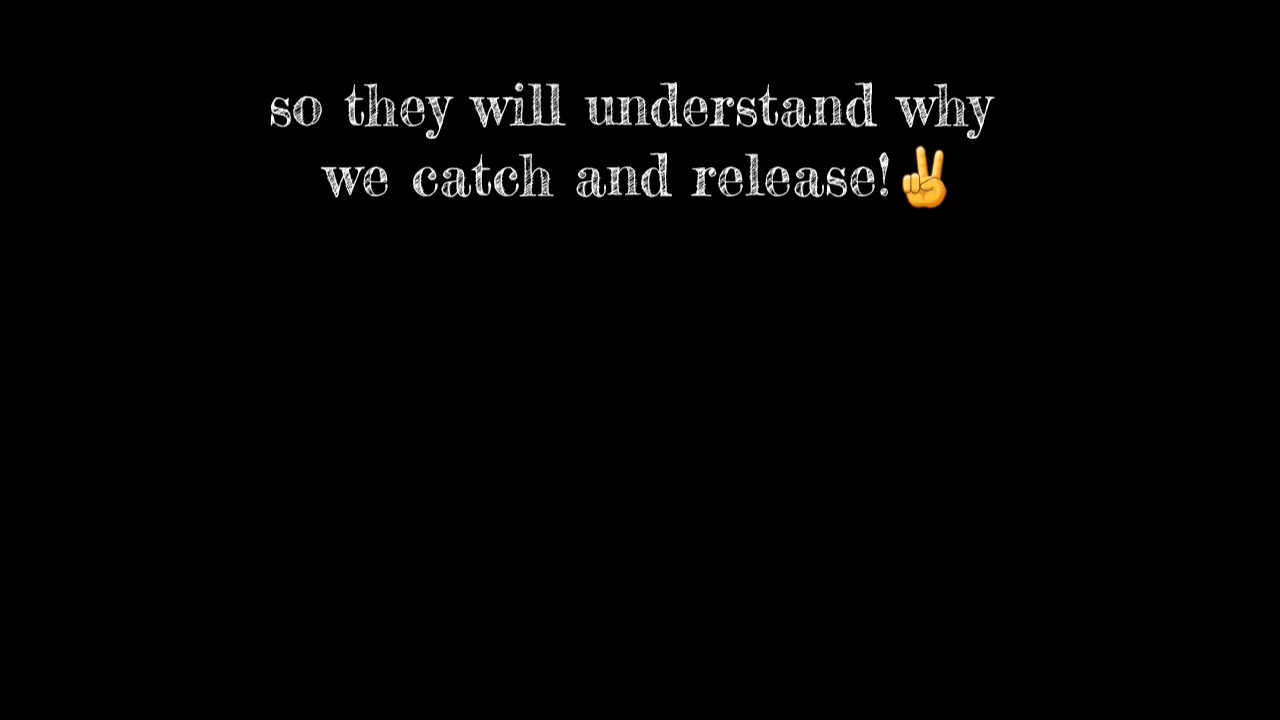 so they will understand why
we catch and release!✌️